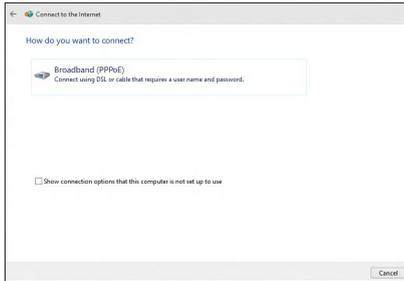 Connect to the Internet
How do you want to connect?
Broadband (PPPoE)
Connect using DSL or cable that requires a user name and password.
Show connection options that this computer is not set up to use
Cancel